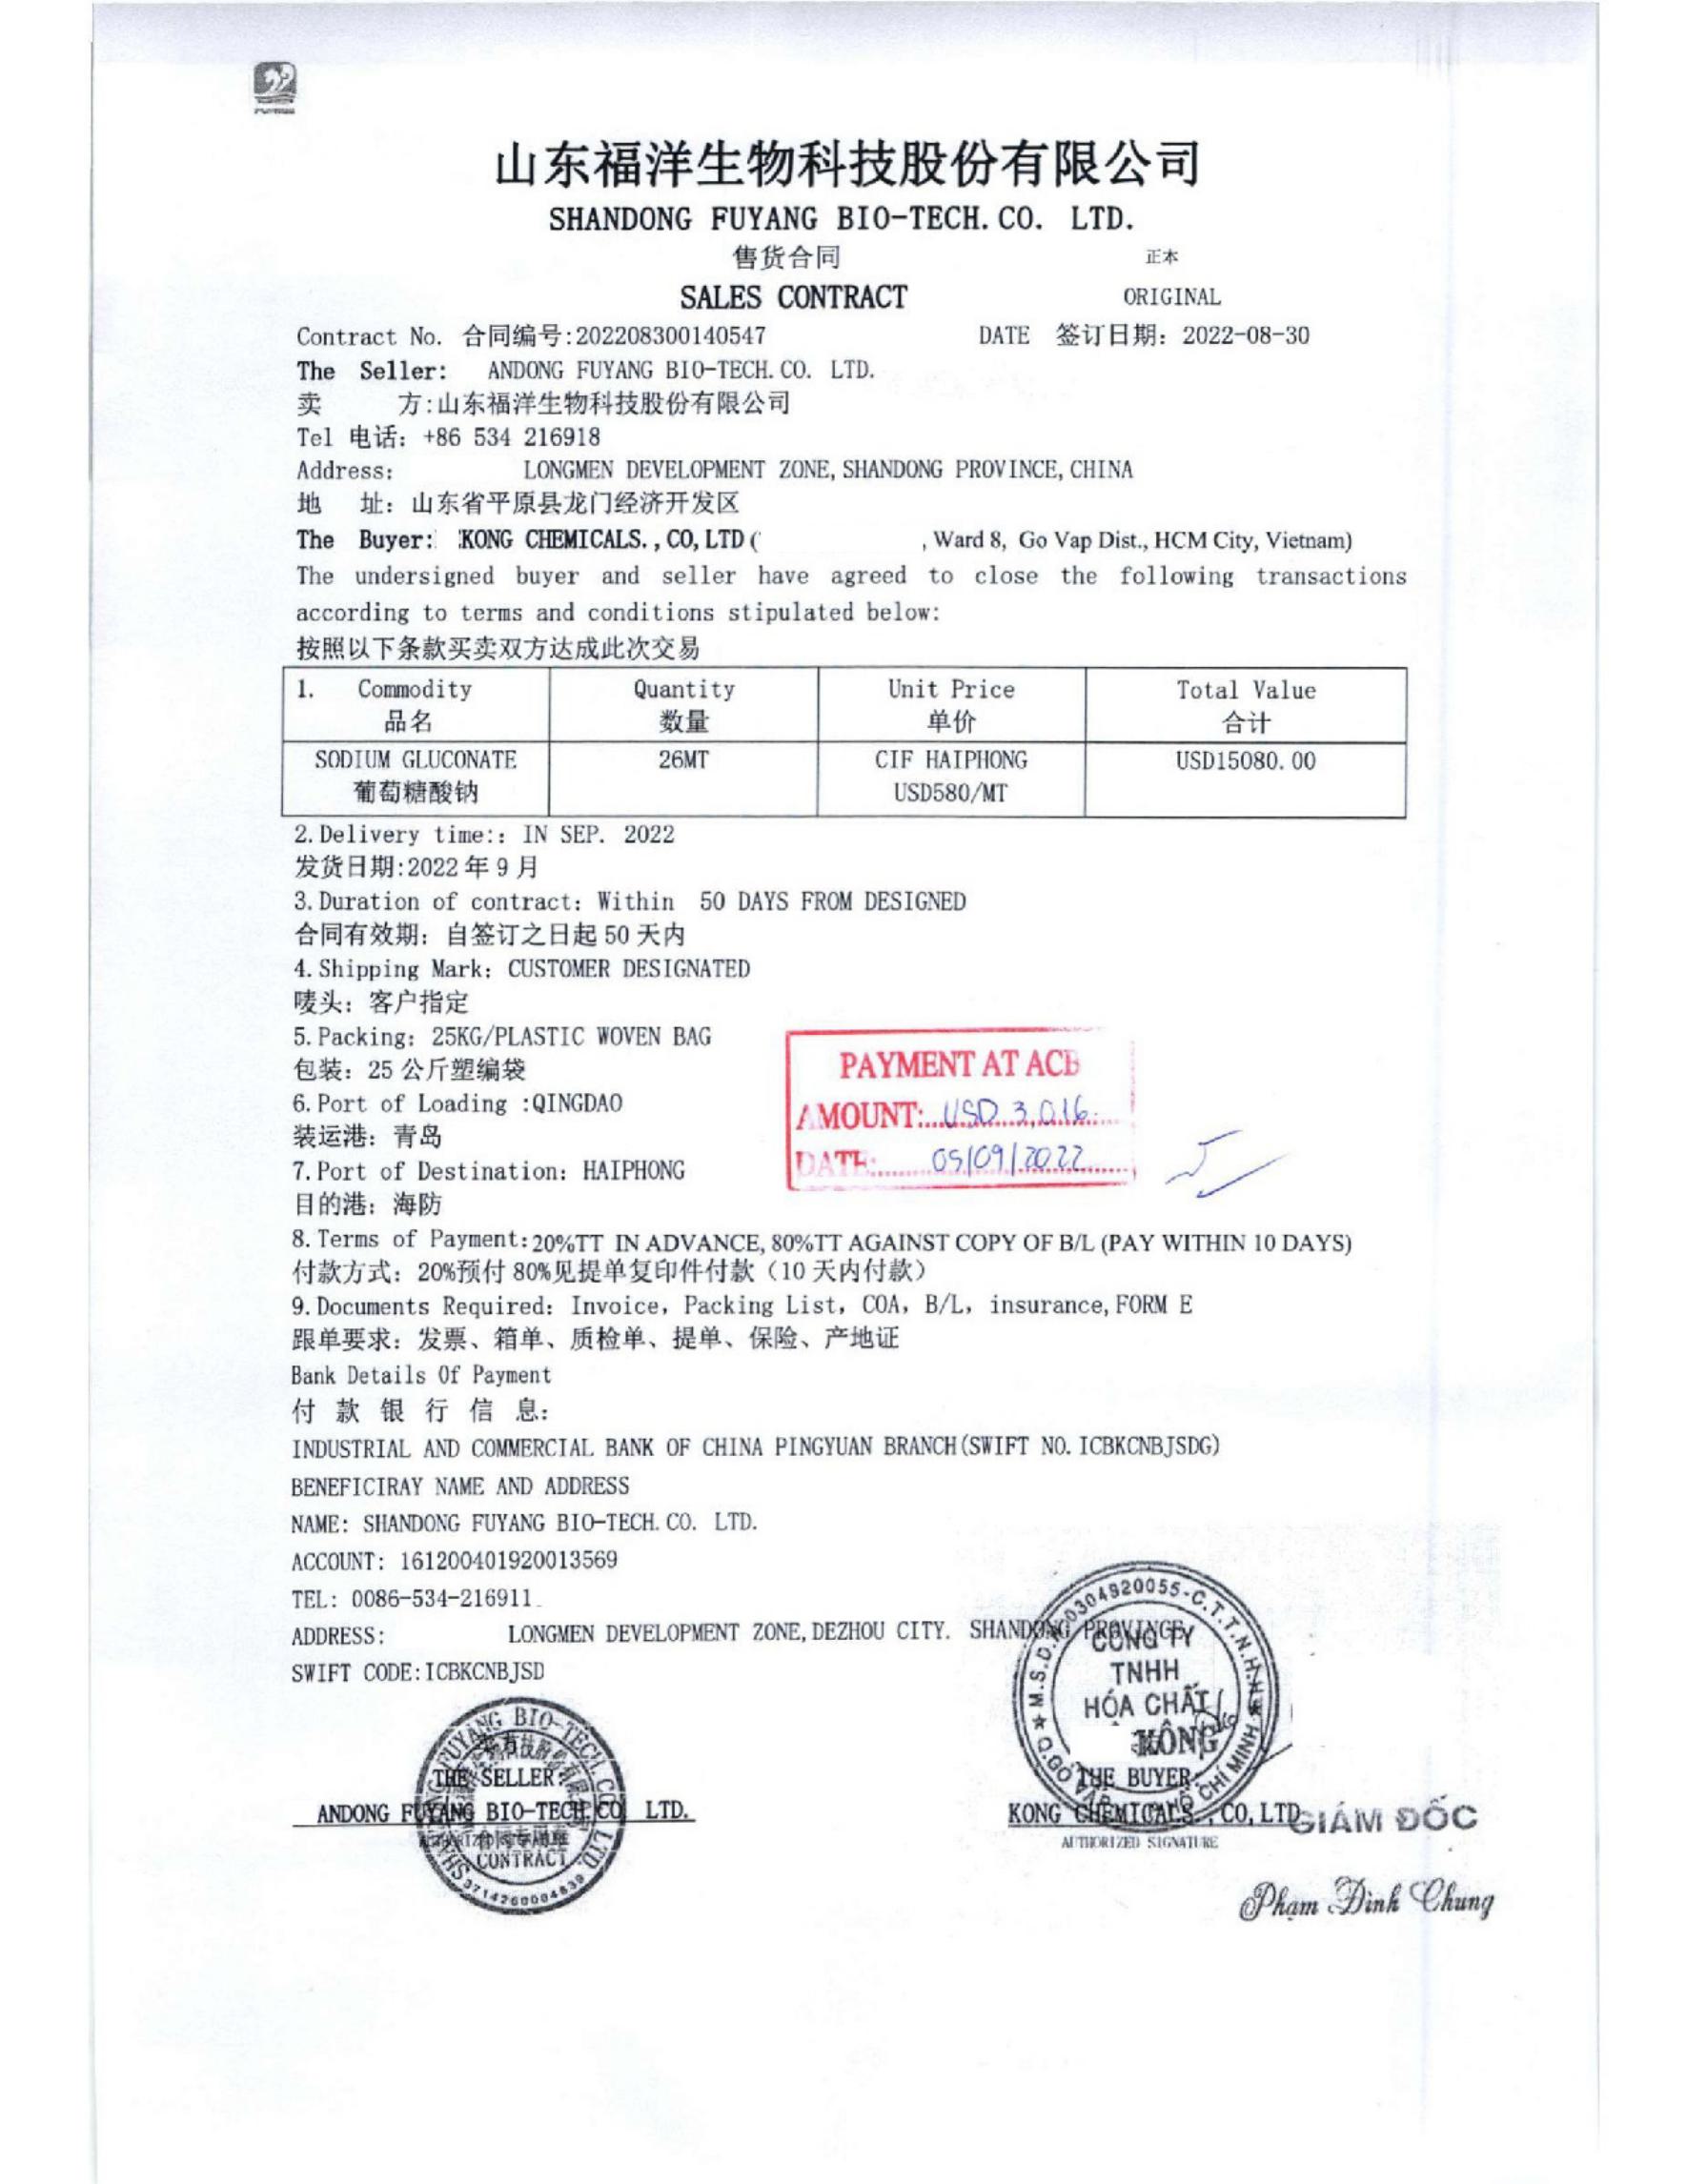 山东福洋生物科技股份有限公司
SHANDONG FUYANG BIO-TECH. CO. LTD.
售货合同 正本
SALES CONTRACT ORIGINAL
Contract No. 合同编号:202208300140547 DATE 签订日期: 2022-08-30
The Seller: ANDONG FUYANG BIO-TECH. CO. LTD.
卖 方:山东福洋生物科技股份有限公司
Tel 电话: +86 534 216918
Address: LONGMEN DEVELOPMENT ZONE, SHANDONG PROVINCE, CHINA
地 址: 山东省平原县龙门经济开发区
The Buyer: KONG CHEMICALS. , CO, LTD ( , Ward 8, Go Vap Dist., HCM City, Vietnam)
The undersigned buyer and seller have agreed to close the following transactions
according to terms and conditions stipulated below:
按照以下条款买卖双方达成此次交易
1. Commodity Quantity Unit Price Total Value
品名 数量 单价 合计
SODIUM GLUCONATE 26MT CIF HAIPHONG USD15080.00
葡萄糖酸钠 USD580/MT
2. Delivery time:: IN SEP. 2022
发货日期:2022 年 9 月
3. Duration of contract: Within 50 DAYS FROM DESIGNED
合同有效期: 自签订之日起 50 天内
4. Shipping Mark: CUSTOMER DESIGNATED
唛头: 客户指定
5. Packing: 25KG/PLASTIC WOVEN BAG
包装: 25 公斤塑编袋
PAYMENT AT ACB
6. Port of Loading :QINGDAO
AMOUNT: USD 3,016
装运港: 青岛
DATE: 05/09/2022
7. Port of Destination: HAIPHONG
目的港: 海防
8. Terms of Payment: 20%TT IN ADVANCE, 80%TT AGAINST COPY OF B/L (PAY WITHIN 10 DAYS)
付款方式: 20%预付 80%见提单复印件付款（10 天内付款）
9. Documents Required: Invoice, Packing List, COA, B/L, insurance, FORM E
跟单要求: 发票、箱单、质检单、提单、保险、产地证
Bank Details Of Payment
付 款 银 行 信 息:
INDUSTRIAL AND COMMERCIAL BANK OF CHINA PINGYUAN BRANCH (SWIFT NO. ICBKCNBJSDG)
BENEFICIRAY NAME AND ADDRESS
NAME: SHANDONG FUYANG BIO-TECH. CO. LTD.
ACCOUNT: 161200401920013569
TEL: 0086-534-216911
ADDRESS: LONGMEN DEVELOPMENT ZONE, DEZHOU CITY. SHANDONG PROVINCE
SWIFT CODE: ICBKCNBJSD
0304920055-C.T.T.N.H.H
CÔNG TY
TNHH
HÓA CHẤT
KÔNG
THE SELLER
THE BUYER
ANDONG FUYANG BIO-TECH. CO. LTD.
KONG CHEMICALS. , CO, LTD
GIÁM ĐỐC
AUTHORIZED SIGNATURE
CONTRACT
3714260004839
Phạm Đình Chung